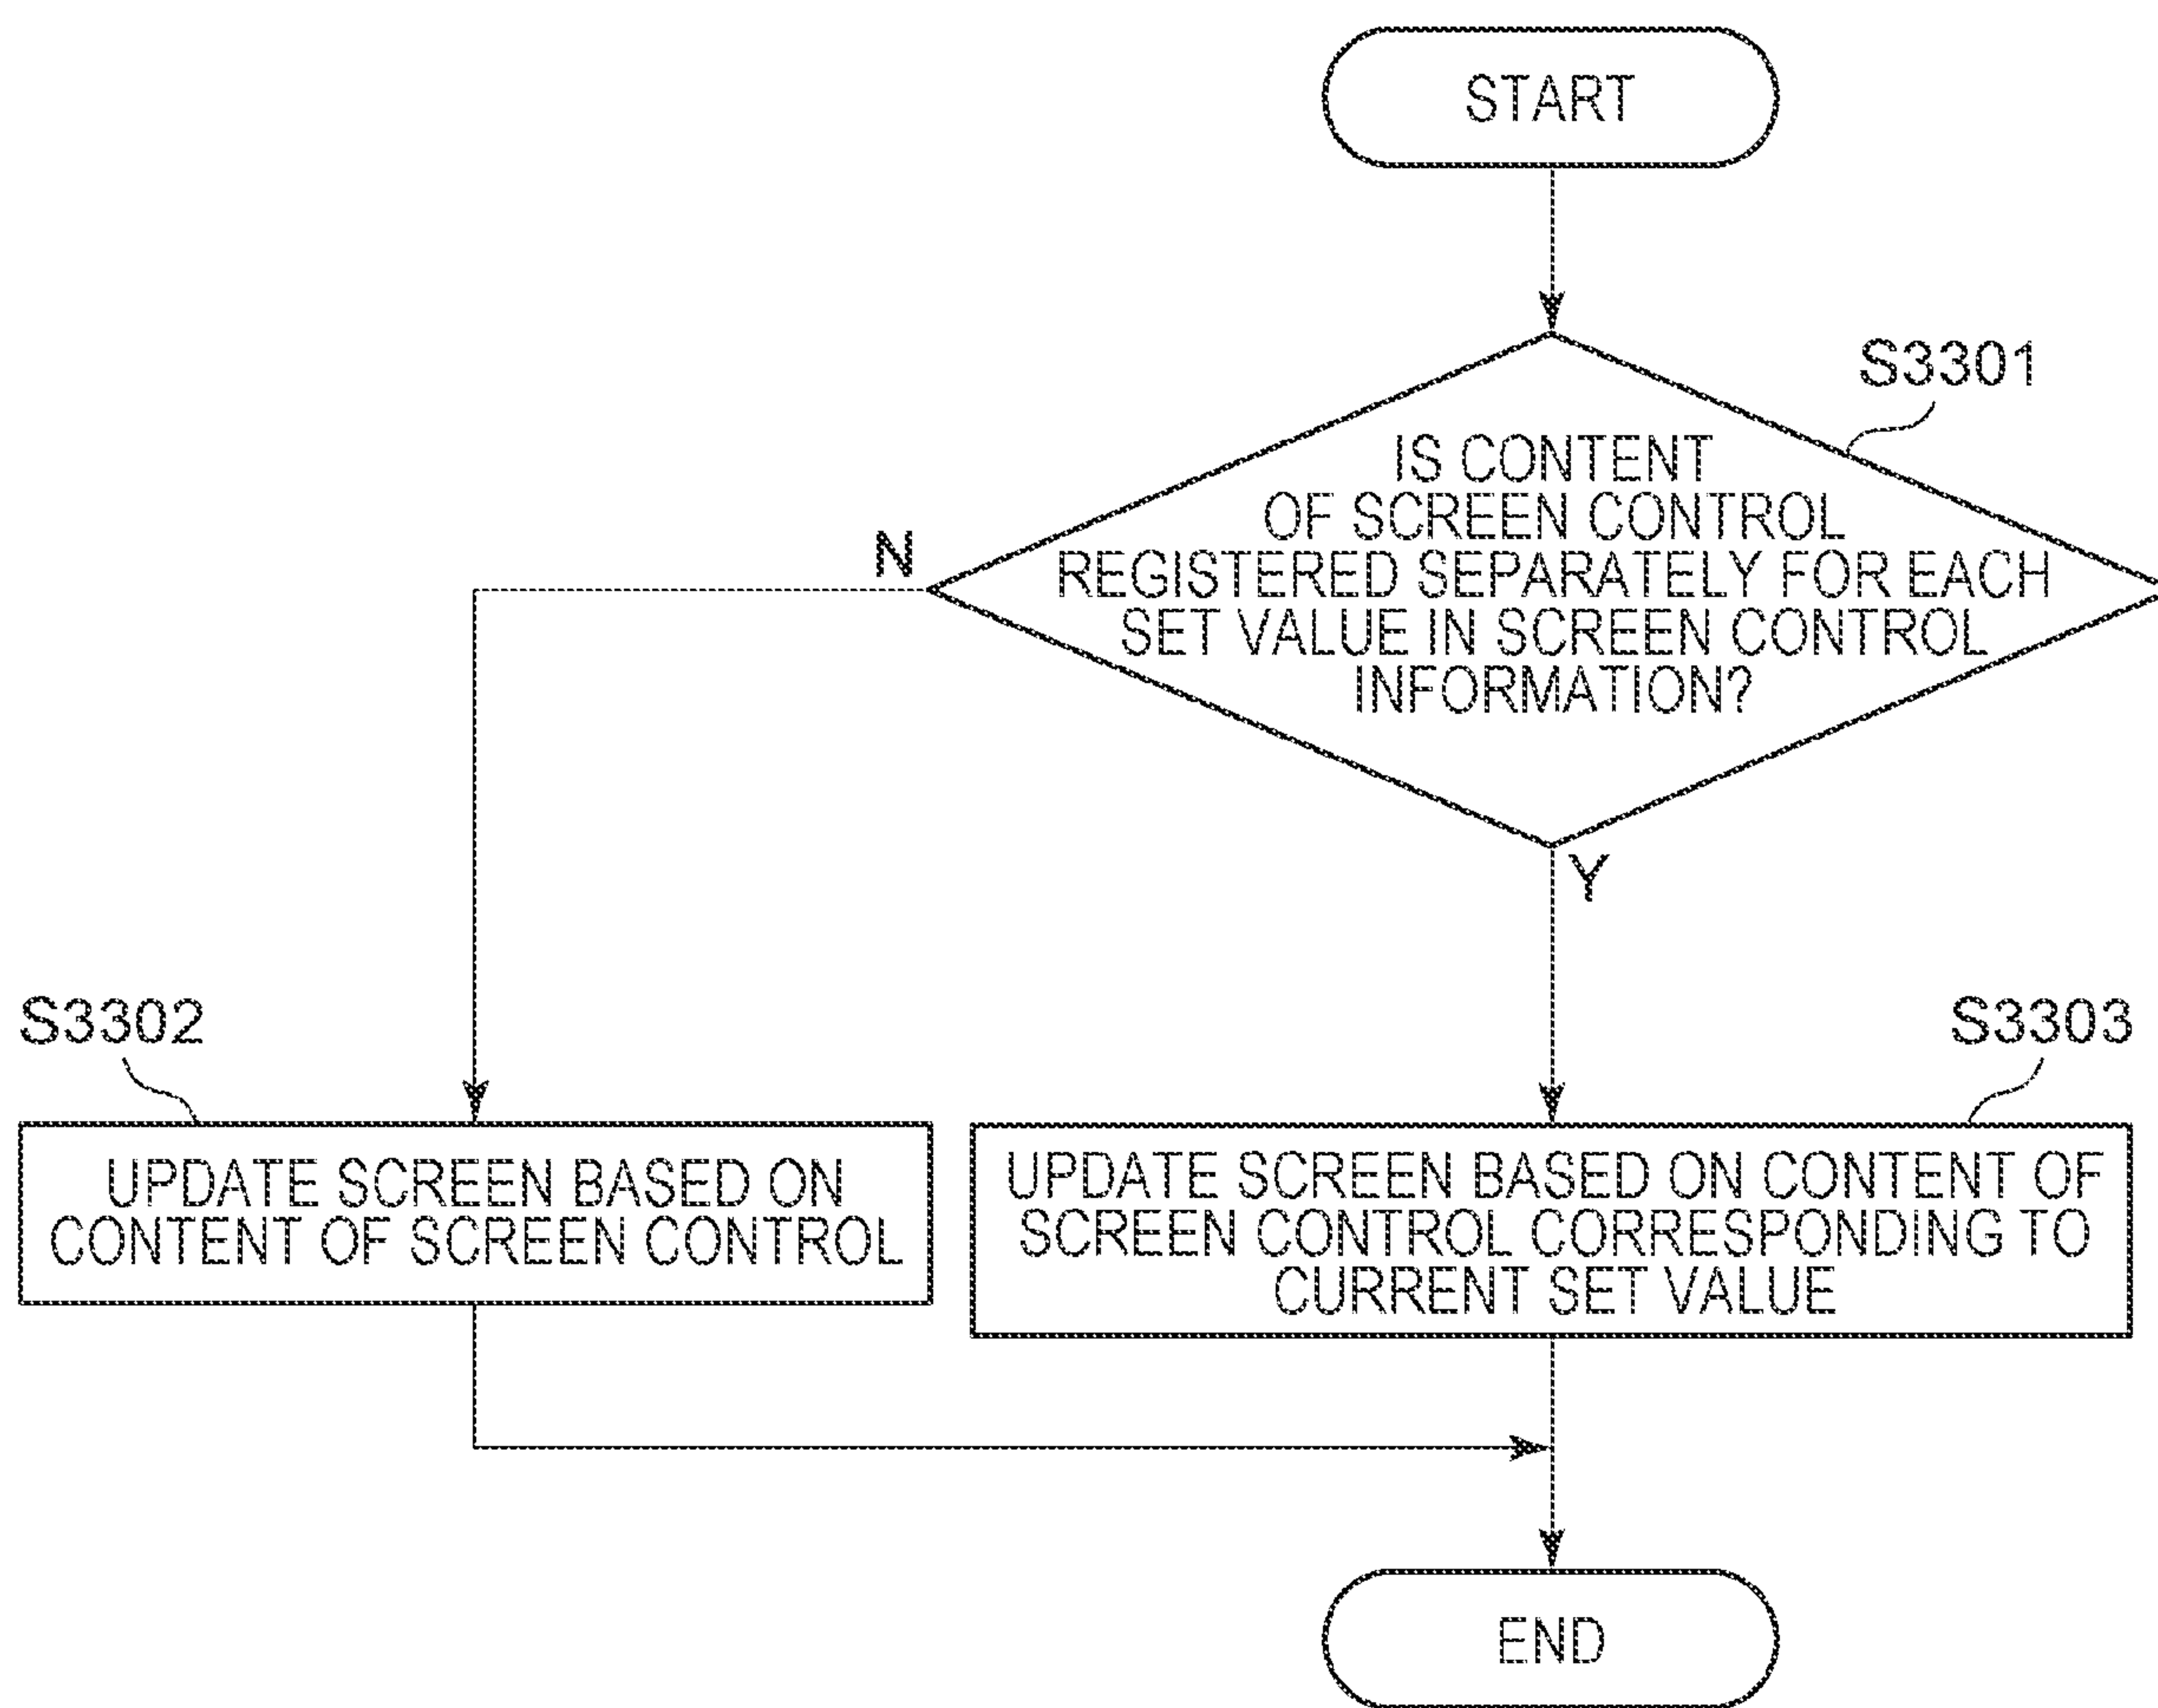 START
S3301
IS CONTENT
OF SCREEN CONTROL
REGISTERED SEPARATELY FOR EACH
SET VALUE IN SCREEN CONTROL
INFORMATION?
N
Y
S3302
UPDATE SCREEN BASED ON
CONTENT OF SCREEN CONTROL
S3303
UPDATE SCREEN BASED ON CONTENT OF
SCREEN CONTROL CORRESPONDING TO
CURRENT SET VALUE
END